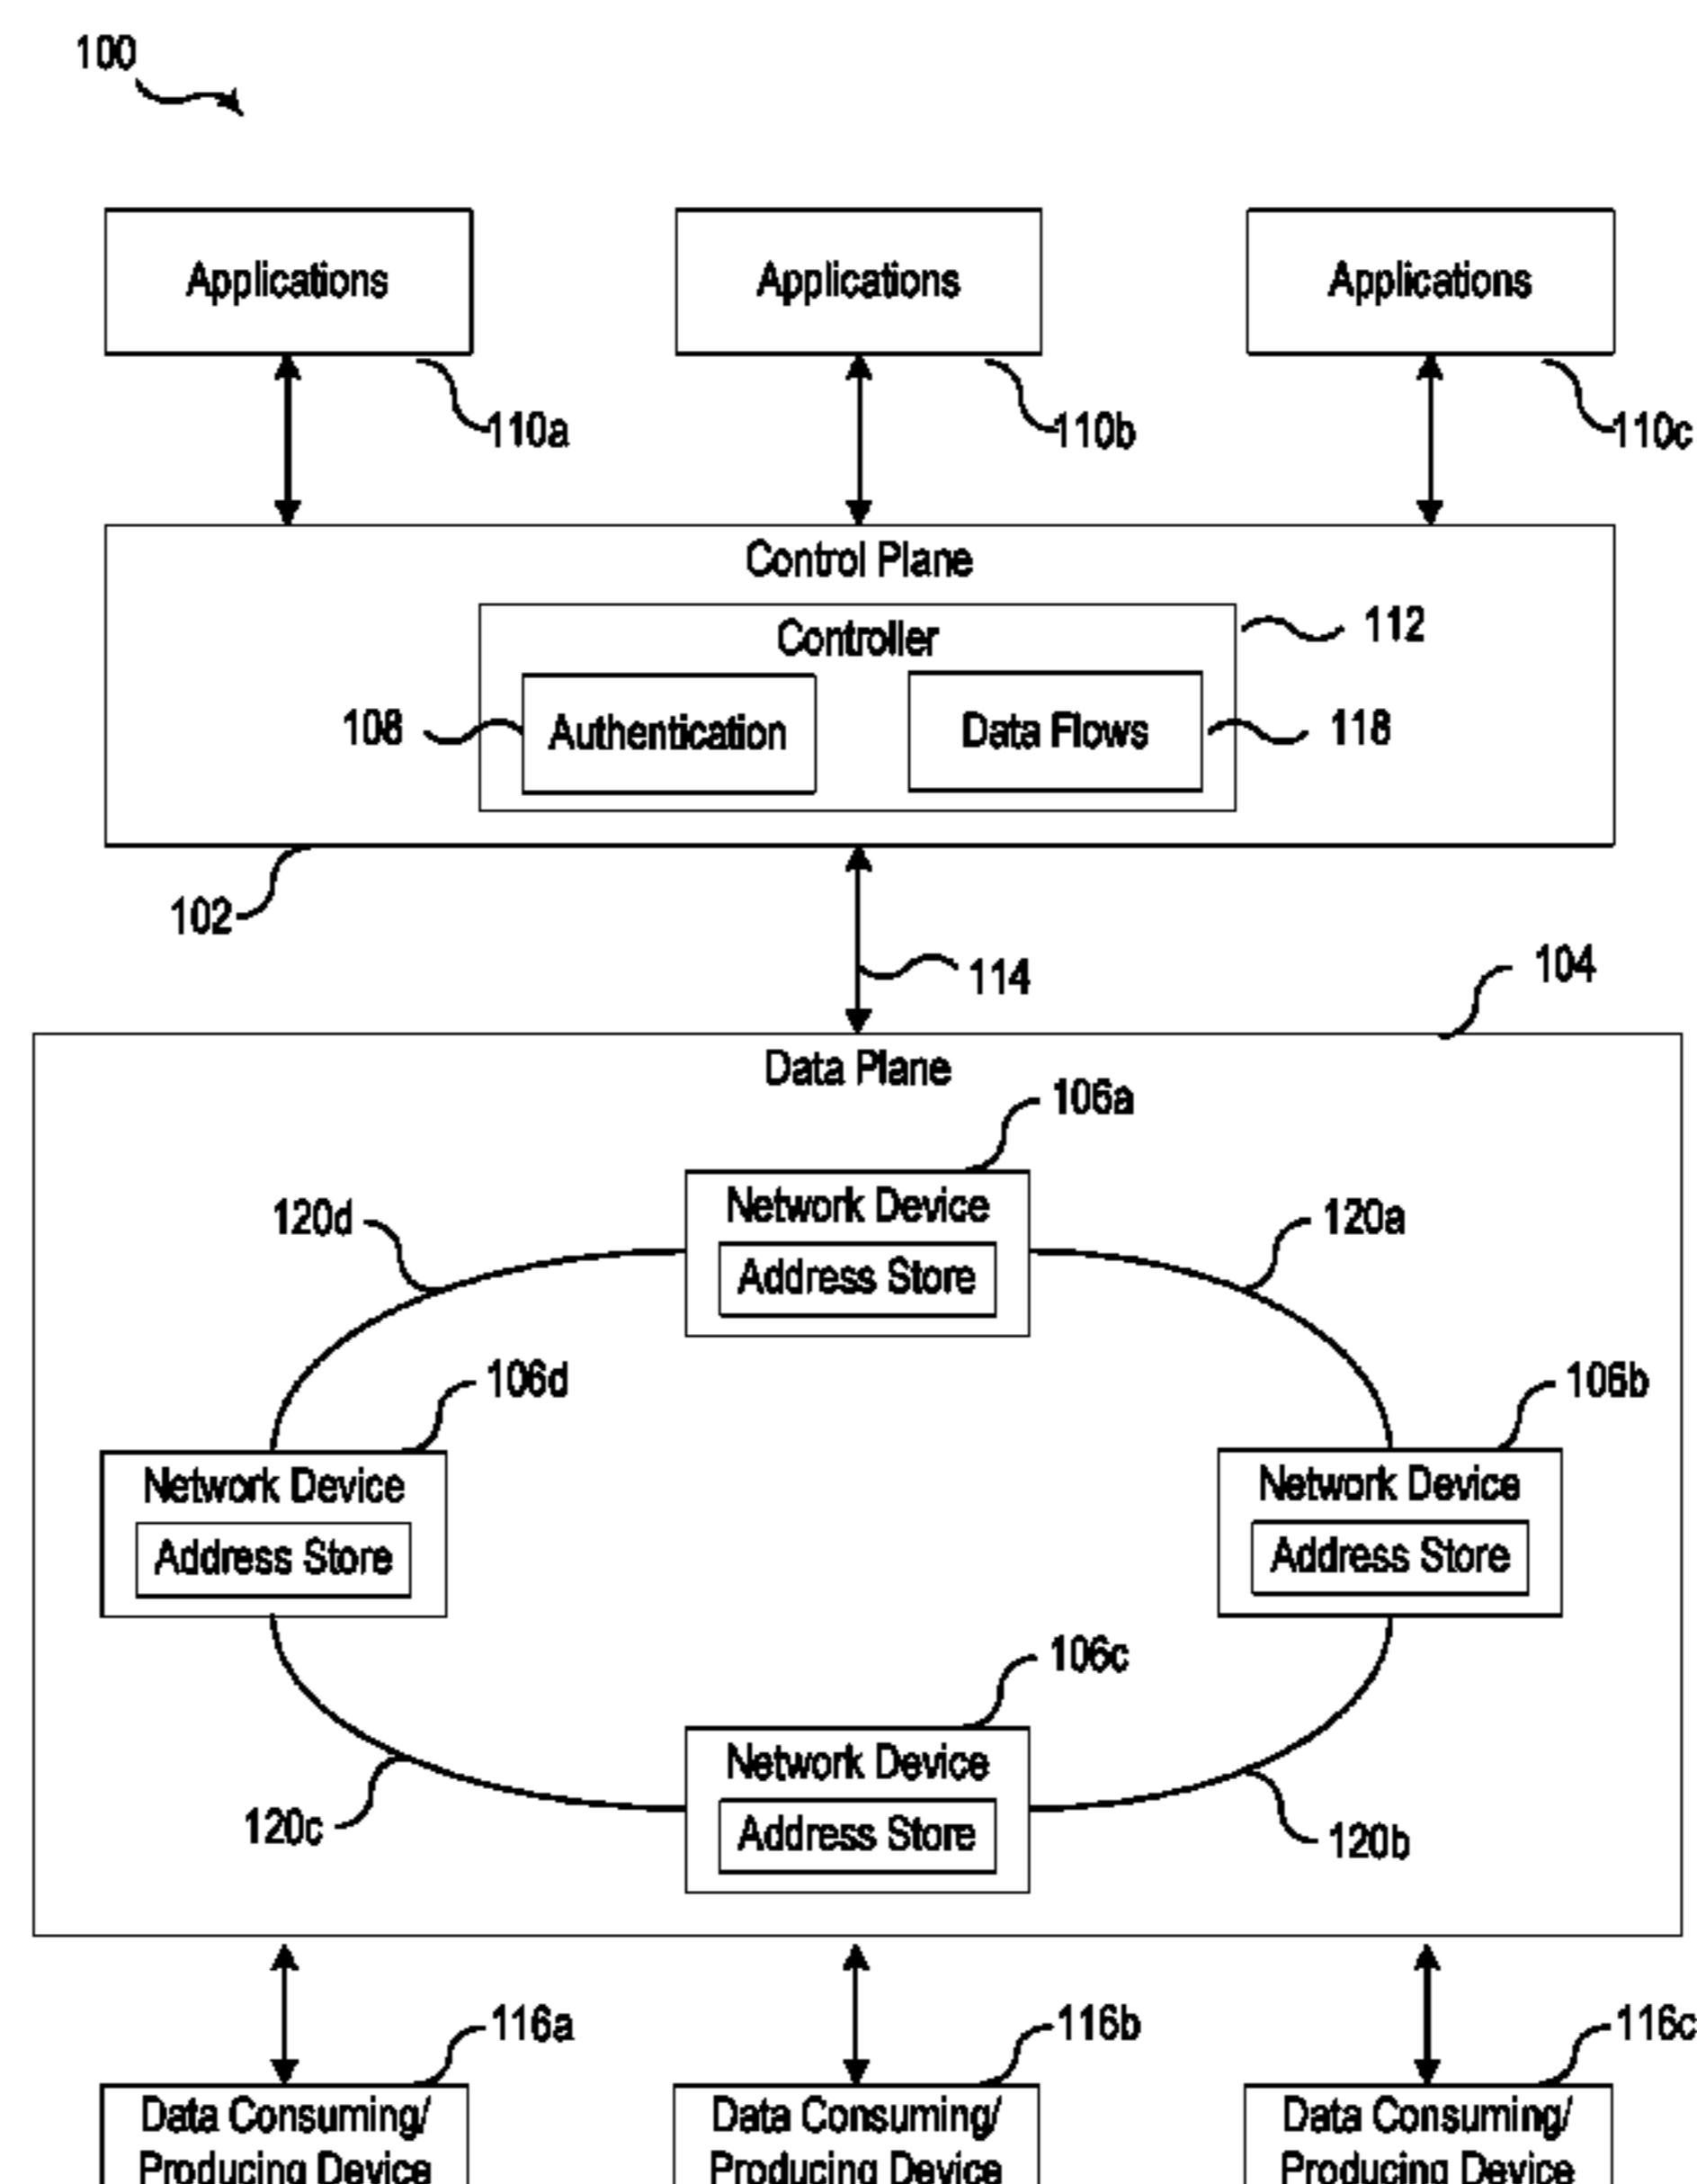 100
Applications
Applications
Applications
110a
110b
110c
Control Plane
Controller
112
108
Authentication
Data Flows
118
102
114
104
Data Plane
106a
Network Device
Address Store
120d
120a
106d
106b
Network Device
Address Store
Network Device
Address Store
106c
Network Device
Address Store
120c
120b
116a
116b
116c
Data Consuming/
Producing Device
Data Consuming/
Producing Device
Data Consuming/
Producing Device